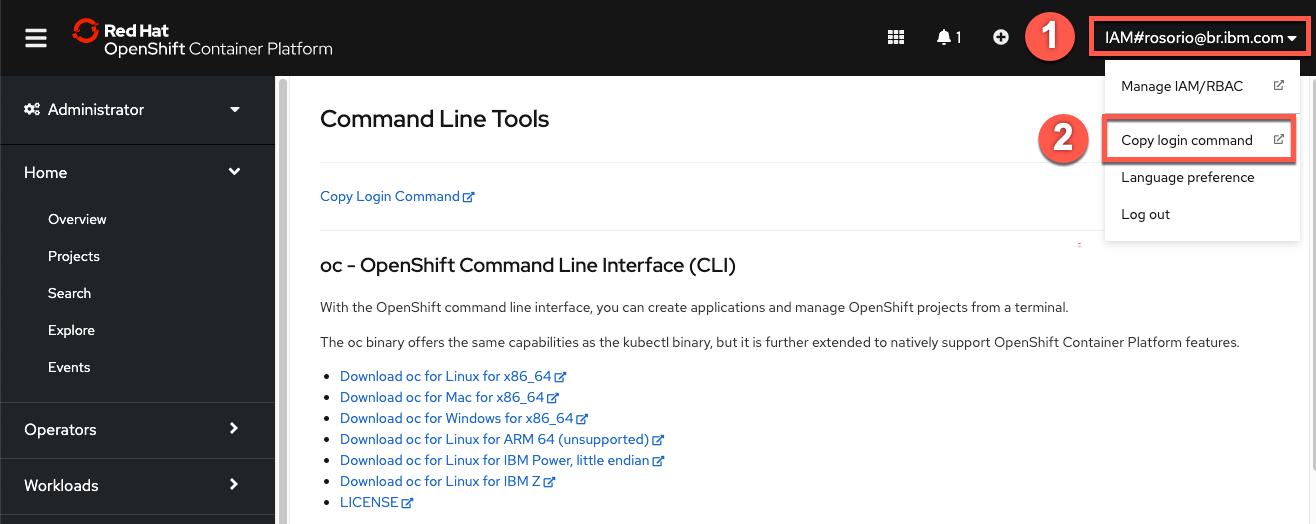 Red Hat
OpenShift Container Platform
1
1
IAM#rosorio@br.ibm.com
Manage IAM/RBAC
2
Copy login command
Language preference
Log out
Administrator
Home
Overview
Projects
Search
Explore
Events
Operators
Workloads
Command Line Tools
Copy Login Command
oc - OpenShift Command Line Interface (CLI)
With the OpenShift command line interface, you can create applications and manage OpenShift projects from a terminal.
The oc binary offers the same capabilities as the kubectl binary, but it is further extended to natively support OpenShift Container Platform features.
Download oc for Linux for x86_64
Download oc for Mac for x86_64
Download oc for Windows for x86_64
Download oc for Linux for ARM 64 (unsupported)
Download oc for Linux for IBM Power, little endian
Download oc for Linux for IBM Z
LICENSE